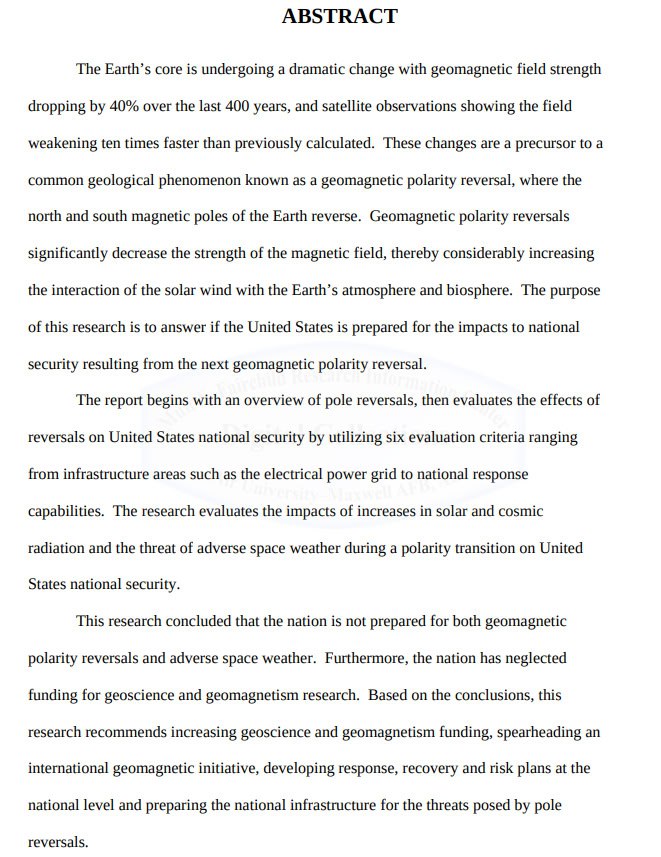 ABSTRACT
The Earth’s core is undergoing a dramatic change with geomagnetic field strength
dropping by 40% over the last 400 years, and satellite observations showing the field
weakening ten times faster than previously calculated.  These changes are a precursor to a
common geological phenomenon known as a geomagnetic polarity reversal, where the
north and south magnetic poles of the Earth reverse.  Geomagnetic polarity reversals
significantly decrease the strength of the magnetic field, thereby considerably increasing
the interaction of the solar wind with the Earth’s atmosphere and biosphere.  The purpose
of this research is to answer if the United States is prepared for the impacts to national
security resulting from the next geomagnetic polarity reversal.
The report begins with an overview of pole reversals, then evaluates the effects of
reversals on United States national security by utilizing six evaluation criteria ranging
from infrastructure areas such as the electrical power grid to national response
capabilities.  The research evaluates the impacts of increases in solar and cosmic
radiation and the threat of adverse space weather during a polarity transition on United
States national security.
This research concluded that the nation is not prepared for both geomagnetic
polarity reversals and adverse space weather.  Furthermore, the nation has neglected
funding for geoscience and geomagnetism research.  Based on the conclusions, this
research recommends increasing geoscience and geomagnetism funding, spearheading an
international geomagnetic initiative, developing response, recovery and risk plans at the
national level and preparing the national infrastructure for the threats posed by pole
reversals.
Fairchild Research Information
University-Maxwell AFB